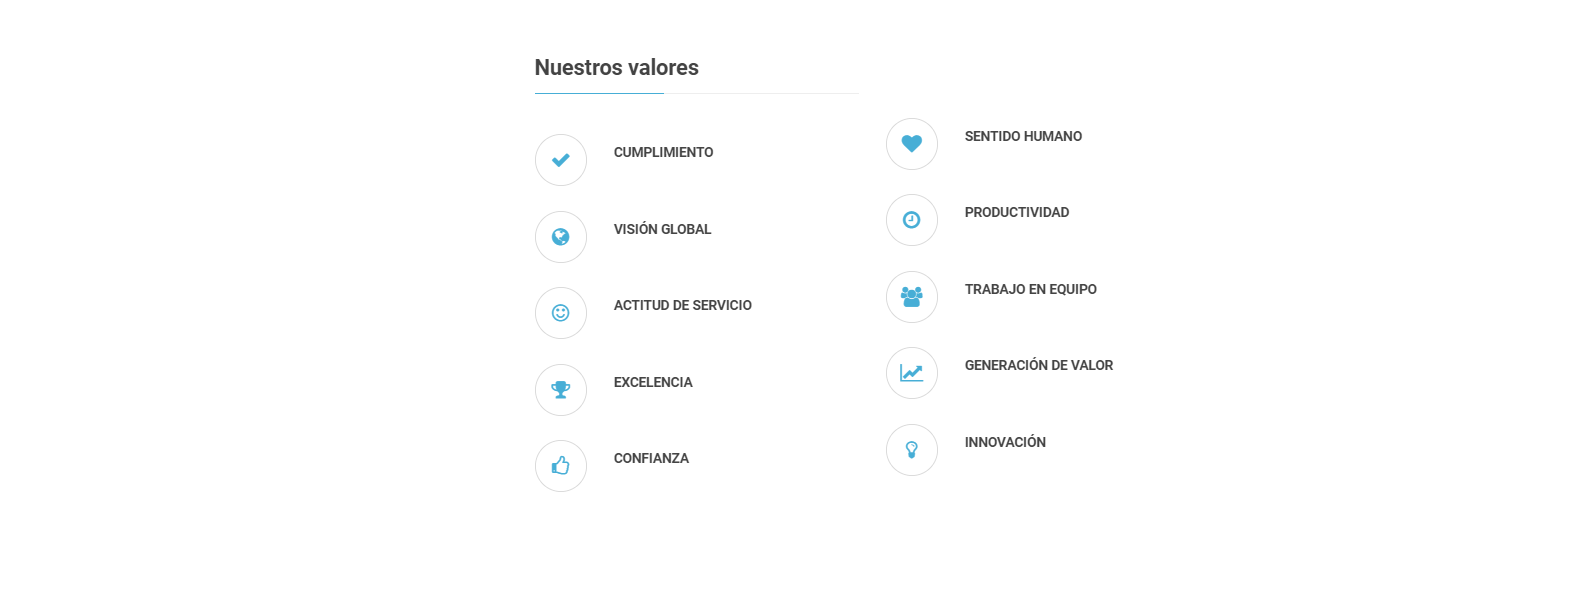 Nuestros valores
CUMPLIMIENTO
VISIÓN GLOBAL
ACTITUD DE SERVICIO
EXCELENCIA
CONFIANZA
SENTIDO HUMANO
PRODUCTIVIDAD
TRABAJO EN EQUIPO
GENERACIÓN DE VALOR
INNOVACIÓN